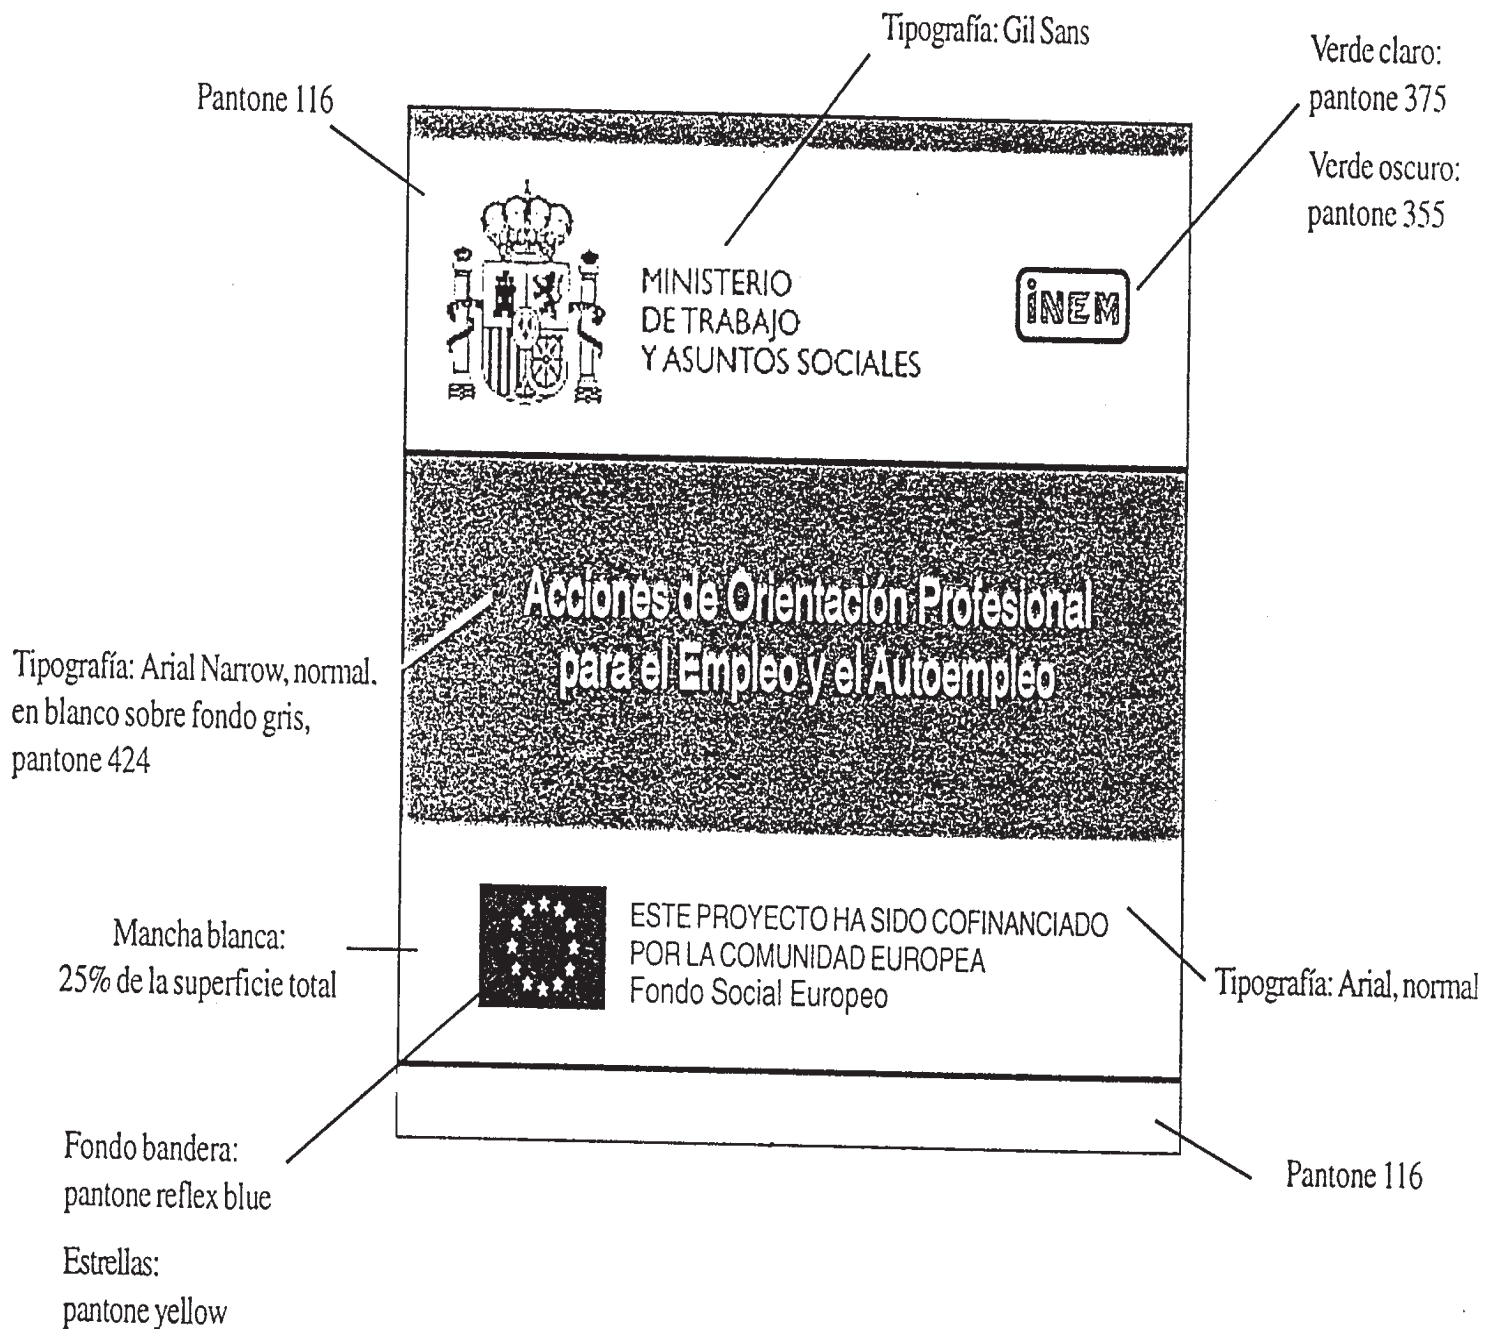 Tipografía: Gil Sans
Verde claro:
pantone 375
Verde oscuro:
pantone 355
Pantone 116
MINISTERIO
DE TRABAJO
Y ASUNTOS SOCIALES
iNEM
Acciones de Orientación Profesional
para el Empleo y el Autoempleo
Tipografía: Arial Narrow, normal.
en blanco sobre fondo gris,
pantone 424
Mancha blanca:
25% de la superficie total
ESTE PROYECTO HA SIDO COFINANCIADO
POR LA COMUNIDAD EUROPEA
Fondo Social Europeo
Tipografía: Arial, normal
Fondo bandera:
pantone reflex blue
Estrellas:
pantone yellow
Pantone 116